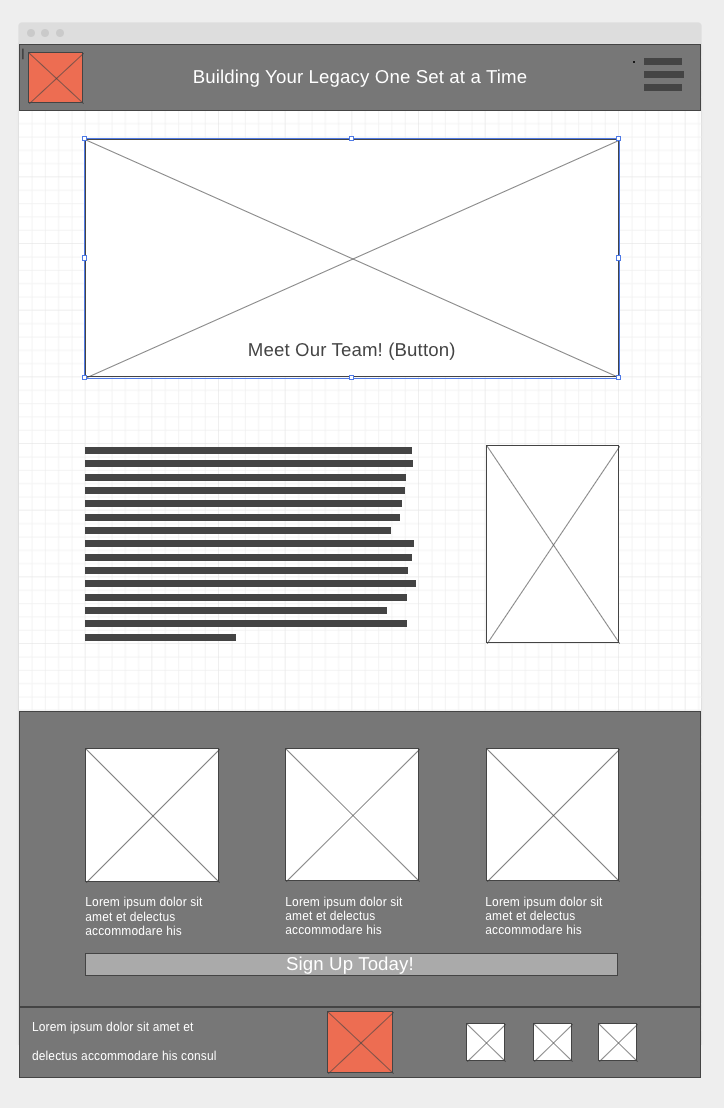 Building Your Legacy One Set at a Time
Meet Our Team! (Button)
Lorem ipsum dolor sit
amet et delectus
accommodare his
Lorem ipsum dolor sit
amet et delectus
accommodare his
Lorem ipsum dolor sit
amet et delectus
accommodare his
Sign Up Today!
Lorem ipsum dolor sit amet et
delectus accommodare his consul